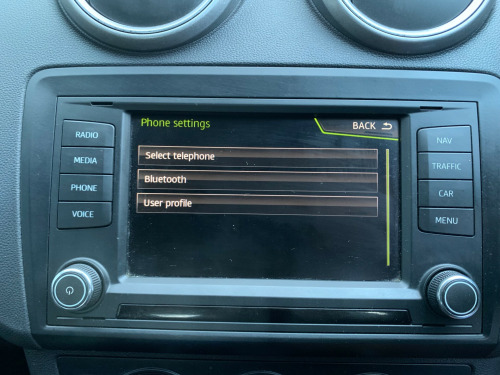 Phone settings
BACK
Select telephone
Bluetooth
User profile
RADIO
MEDIA
PHONE
VOICE
NAV
TRAFFIC
CAR
MENU